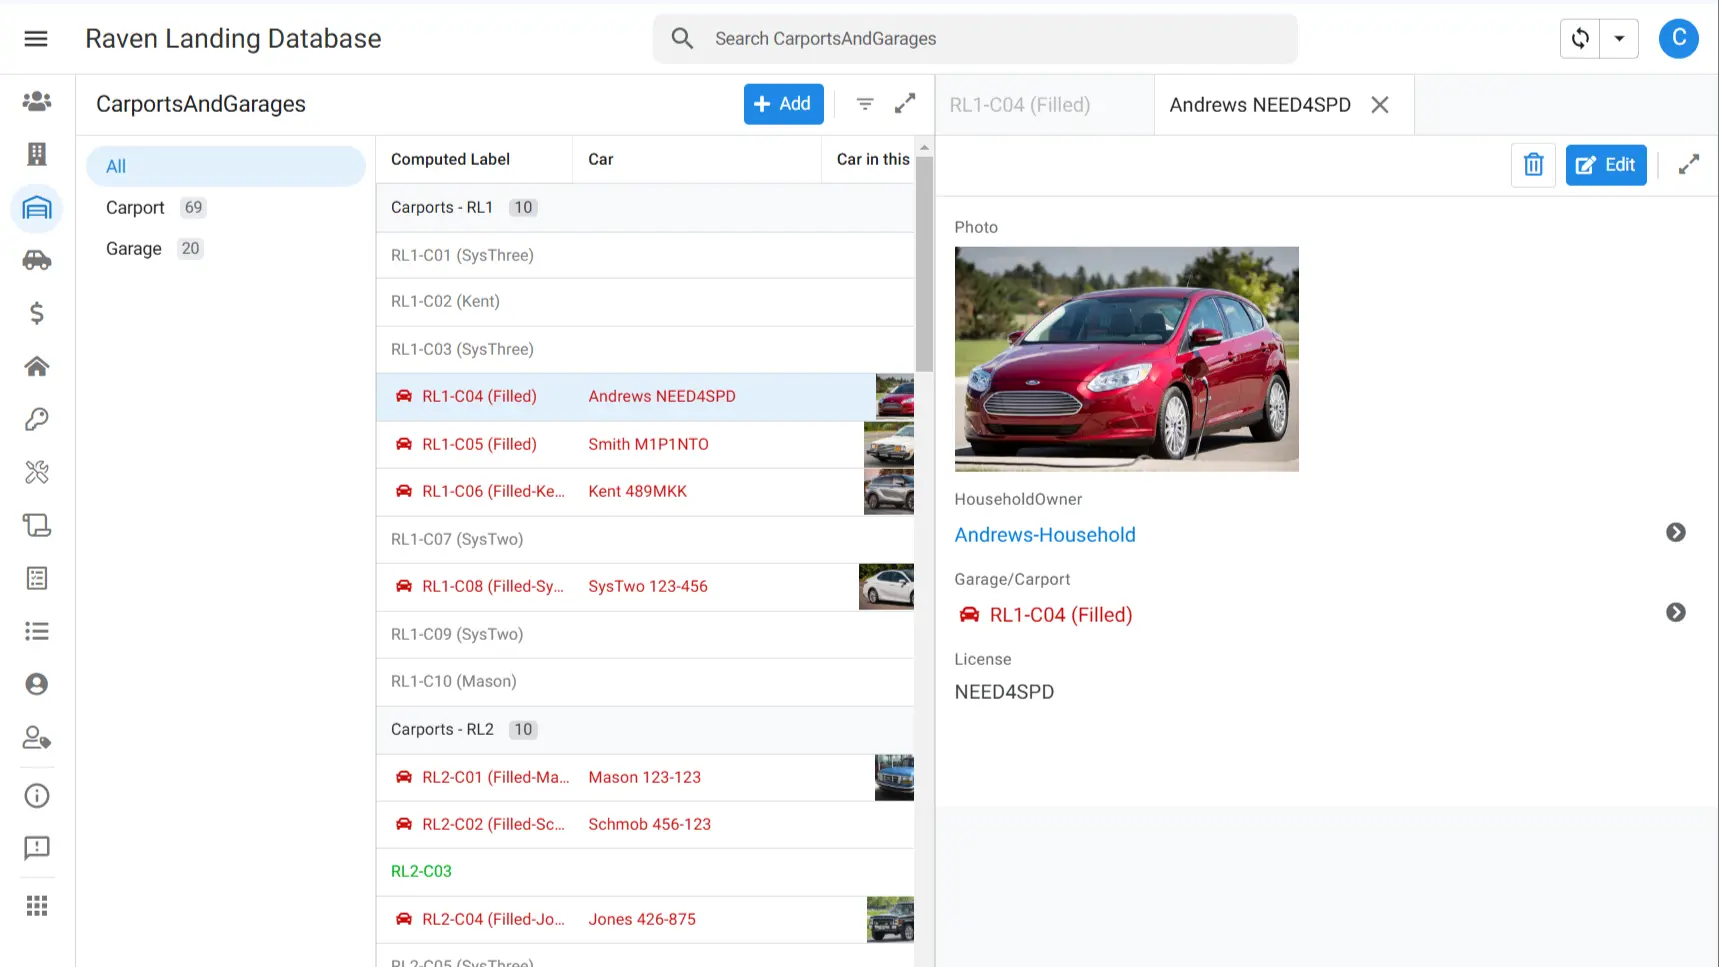 Raven Landing Database
Search CarportsAndGarages
C
CarportsAndGarages
Add
RL1-C04 (Filled)
Andrews NEED4SPD
All
Carport 69
Garage 20
Computed Label
Car
Car in this
Carports - RL1 10
RL1-C01 (SysThree)
RL1-C02 (Kent)
RL1-C03 (SysThree)
RL1-C04 (Filled) Andrews NEED4SPD
RL1-C05 (Filled) Smith M1P1NTO
RL1-C06 (Filled-Ke... Kent 489MKK
RL1-C07 (SysTwo)
RL1-C08 (Filled-Sy... SysTwo 123-456
RL1-C09 (SysTwo)
RL1-C10 (Mason)
Carports - RL2 10
RL2-C01 (Filled-Ma... Mason 123-123
RL2-C02 (Filled-Sc... Schmob 456-123
RL2-C03
RL2-C04 (Filled-Jo... Jones 426-875
RL2-C05 (SysThree)
Edit
Photo
HouseholdOwner
Andrews-Household
Garage/Carport
RL1-C04 (Filled)
License
NEED4SPD